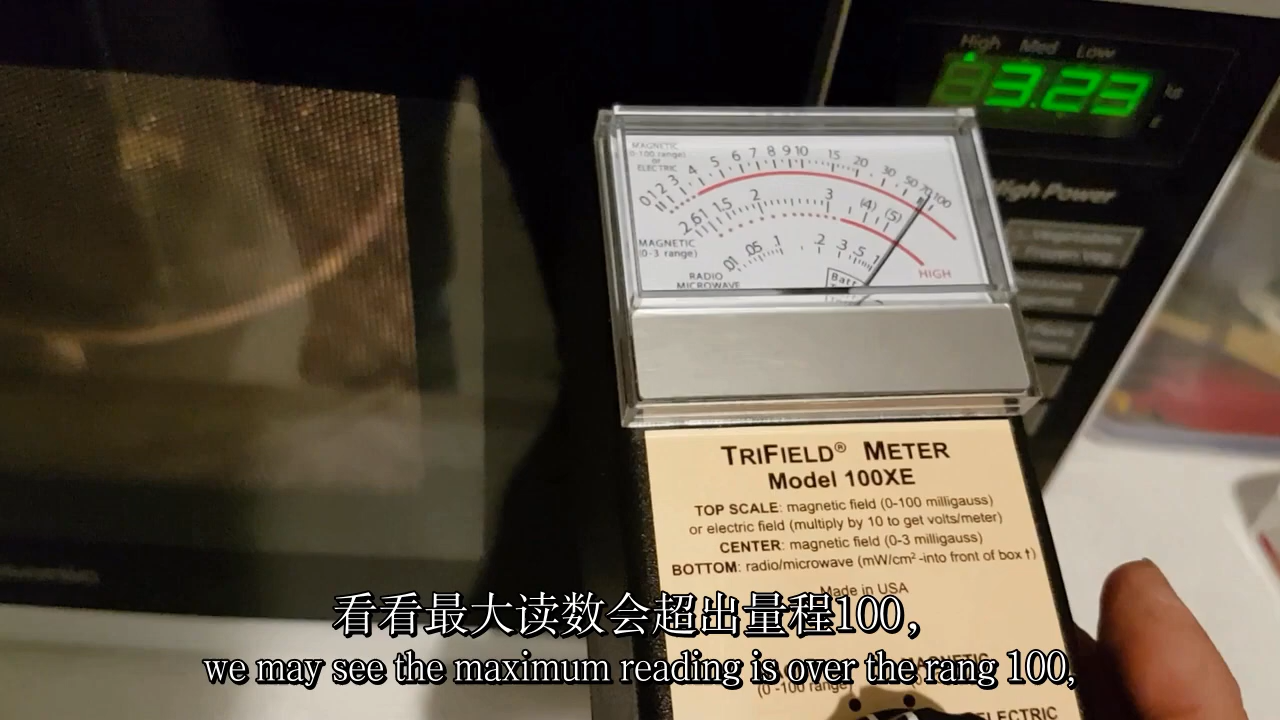 High Med Low
3.23
High Power
MAGNETIC
(0-100 range)
or
ELECTRIC
0 1 2 3 4 5 6 7 8 9 10 15 20 30 50 70 100
2.6 1 1.5 2 3 (4) (5)
MAGNETIC
(0-3 range)
.01 .05 .1 .2 .3 .5 1
HIGH
RADIO
MICROWAVE
Batt
TRIFIELD® METER
Model 100XE
TOP SCALE: magnetic field (0-100 milligauss)
or electric field (multiply by 10 to get volts/meter)
CENTER: magnetic field (0-3 milligauss)
BOTTOM: radio/microwave (mW/cm²-into front of box↑)
Made in USA
看看最大读数会超出量程100，
we may see the maximum reading is over the rang 100,
(0 -100 range)
ELECTRIC